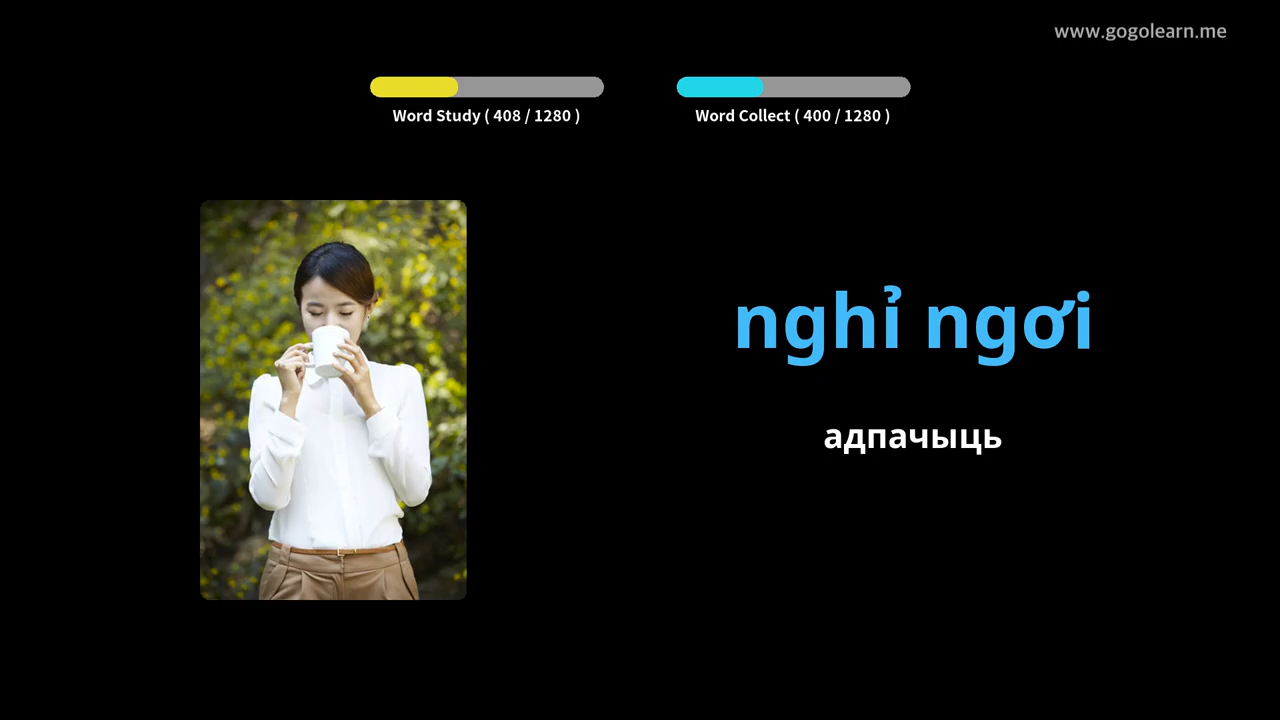 www.gogolearn.me
Word Study ( 408 / 1280 )
Word Collect ( 400 / 1280 )
nghỉ ngơi
адпачыць